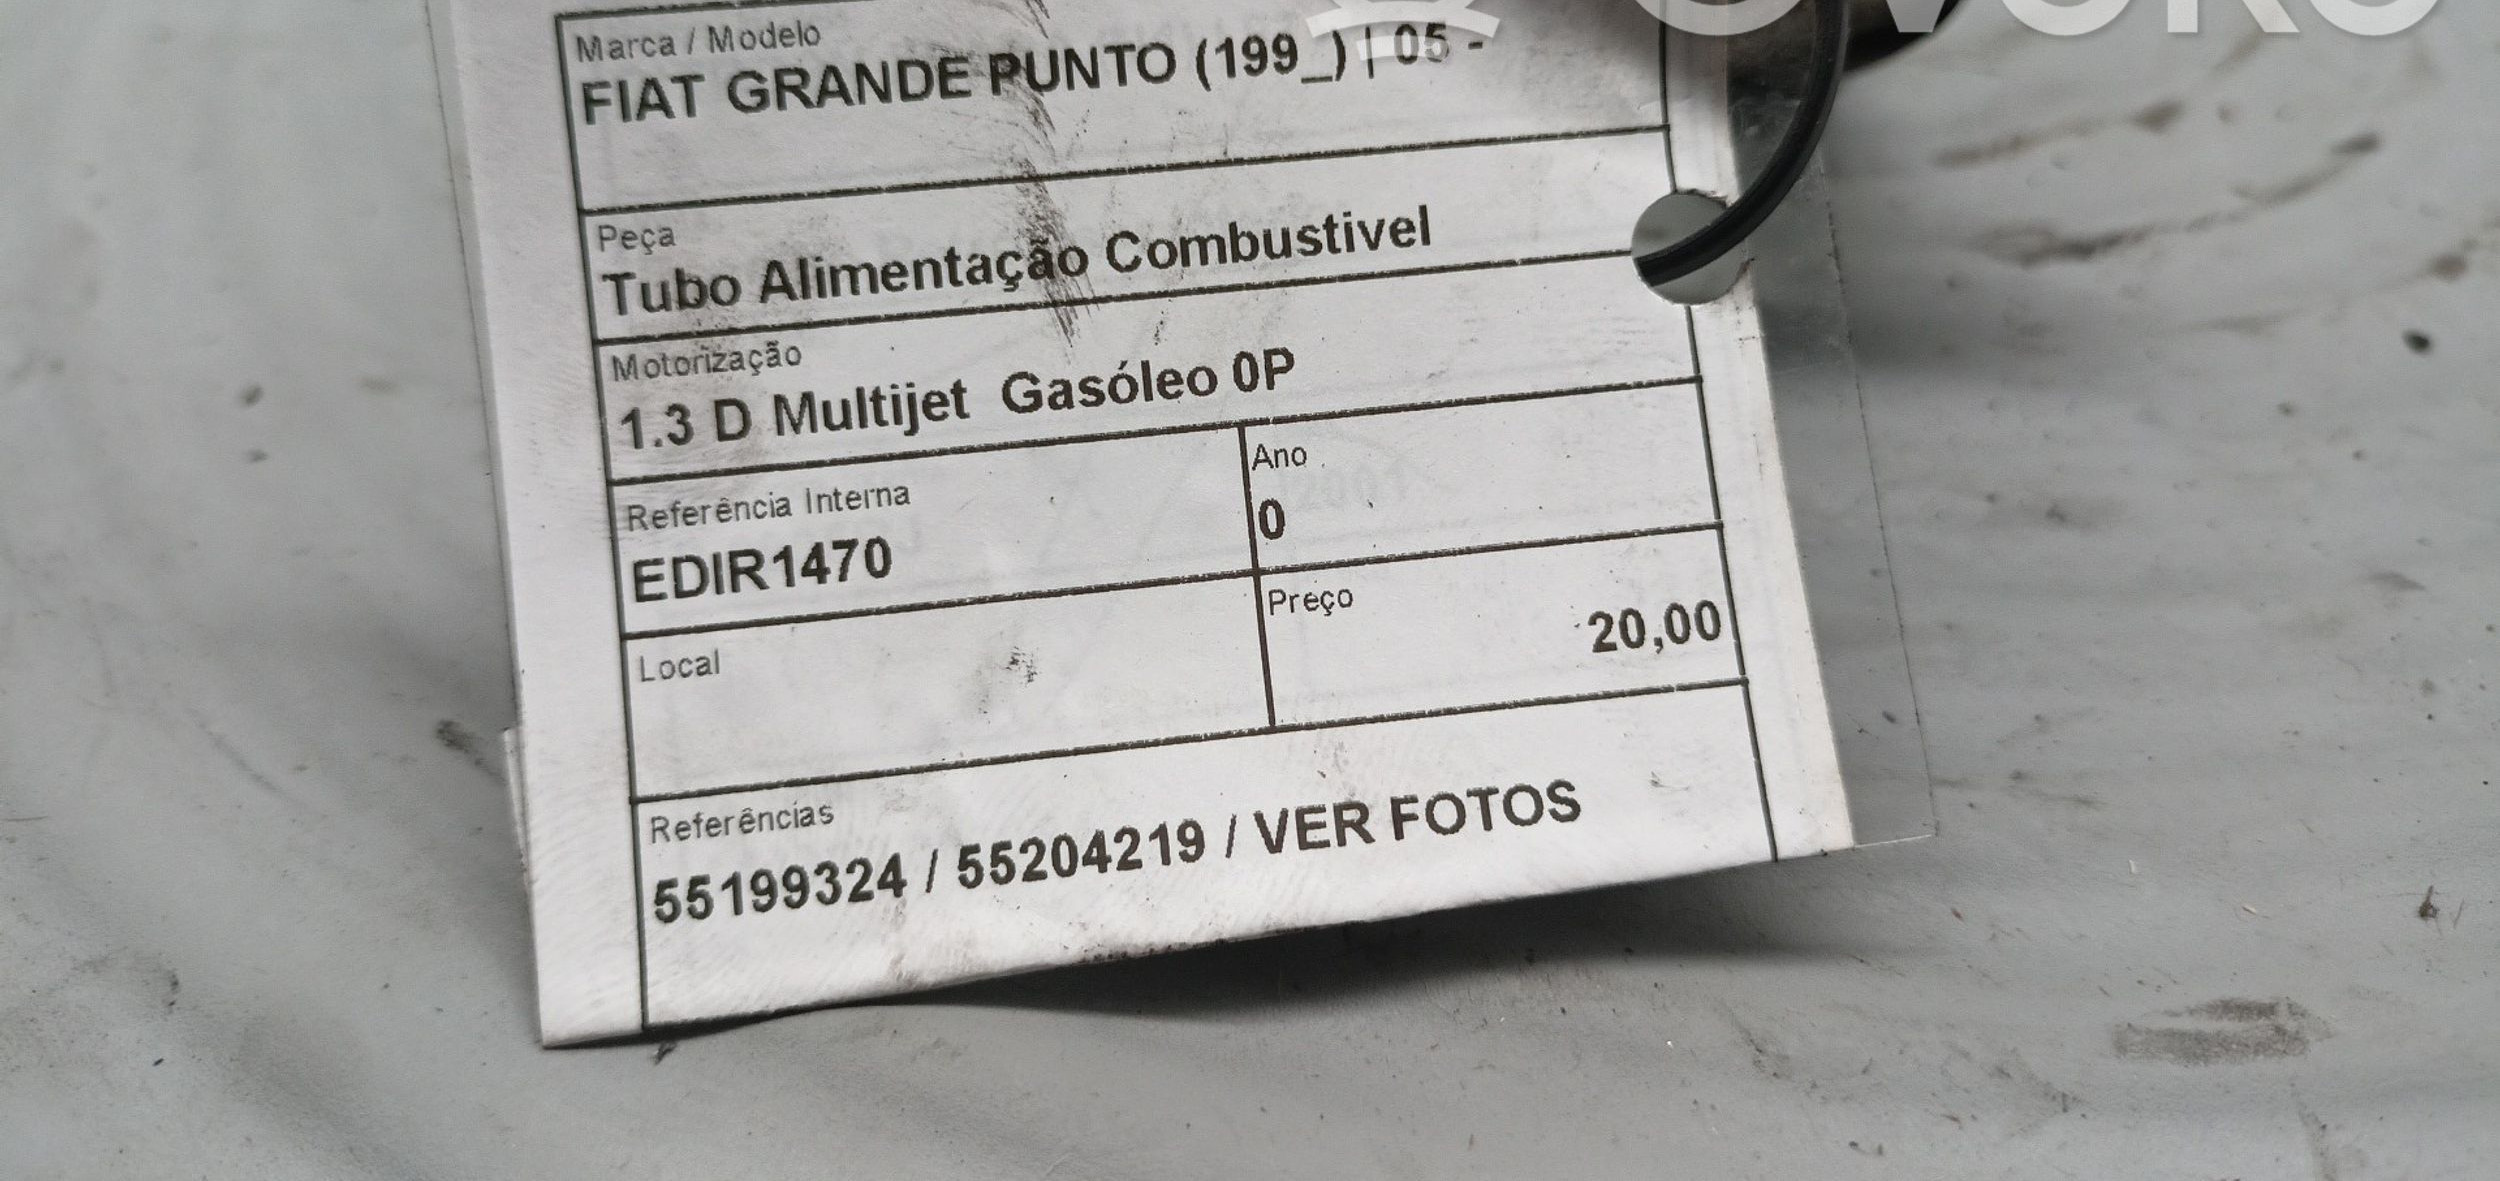 Marca / Modelo
FIAT GRANDE PUNTO (199_) | 05 -
Peça
Tubo Alimentação Combustivel
Motorização
1.3 D Multijet Gasóleo 0P
Referência Interna
EDIR1470
Ano
0
Local
Preço
20,00
Referências
55199324 / 55204219 / VER FOTOS